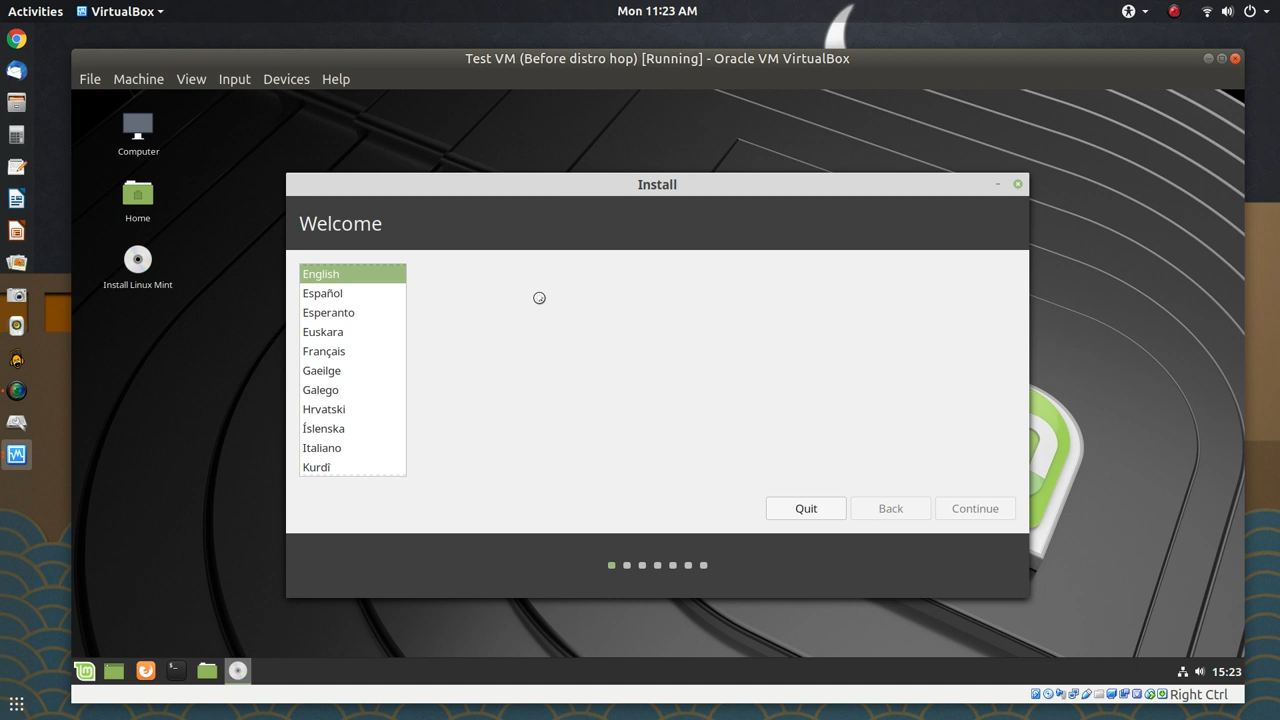 Activities VirtualBox Mon 11:23 AM
Test VM (Before distro hop) [Running] - Oracle VM VirtualBox
File Machine View Input Devices Help
Computer
Home
Install Linux Mint
Install
Welcome
English
Español
Esperanto
Euskara
Français
Gaeilge
Galego
Hrvatski
Íslenska
Italiano
Kurdî
Quit Back Continue
15:23
Right Ctrl